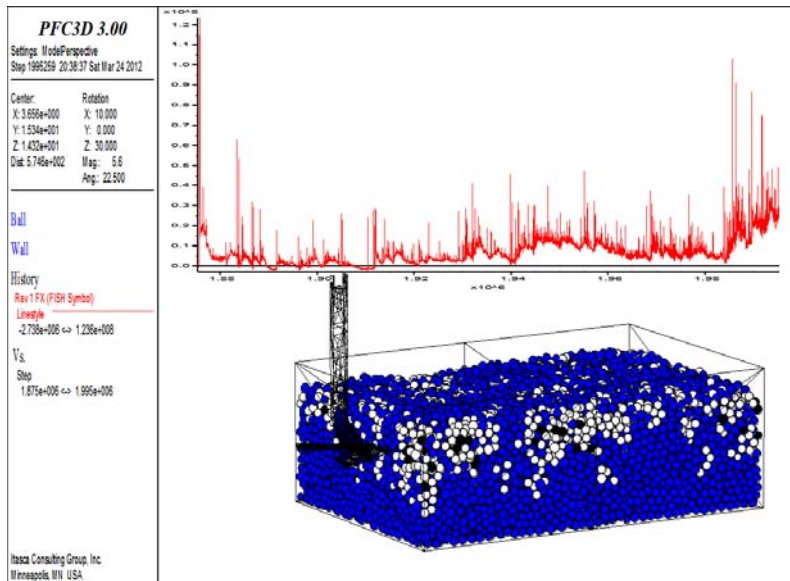 PFC3D 3.00
Settings: ModelPerspective
Step 1995259 20:38:37 Sat Mar 24 2012
Center: Rotation
X: 3.656e+000 X: 10.000
Y: 1.534e+001 Y: 0.000
Z: 1.432e+001 Z: 30.000
Dist: 5.746e+002 Mag.: 5.6
Ang.: 22.500
Ball
Wall
History
Rev 1 FX (FISH Symbol)
Linestyle
-2.738e+006 <-> 1.236e+008
Vs.
Step
1.875e+006 <-> 1.995e+006
Itasca Consulting Group, Inc.
Minneapolis, MN USA
x10^8
1.2
1.1
1.0
0.9
0.8
0.7
0.6
0.5
0.4
0.3
0.2
0.1
0.0
1.88 1.90 1.92 1.94 1.96 1.98
x10^6